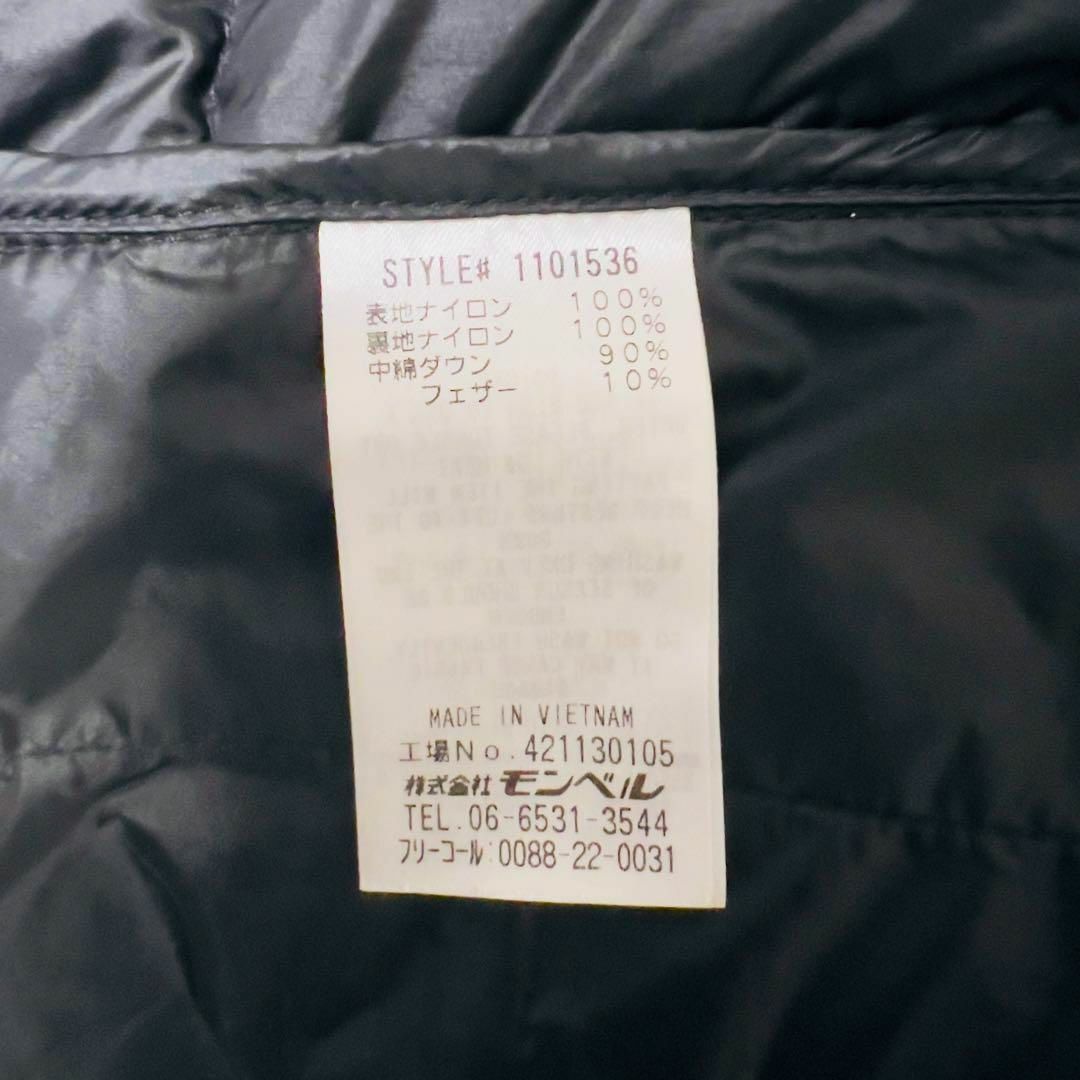 STYLE# 1101536
表地ナイロン 100%
裏地ナイロン 100%
中綿ダウン 90%
フェザー 10%
MADE IN VIETNAM
工場No.421130105
株式会社 モンベル
TEL.06-6531-3544
フリーコール:0088-22-0031